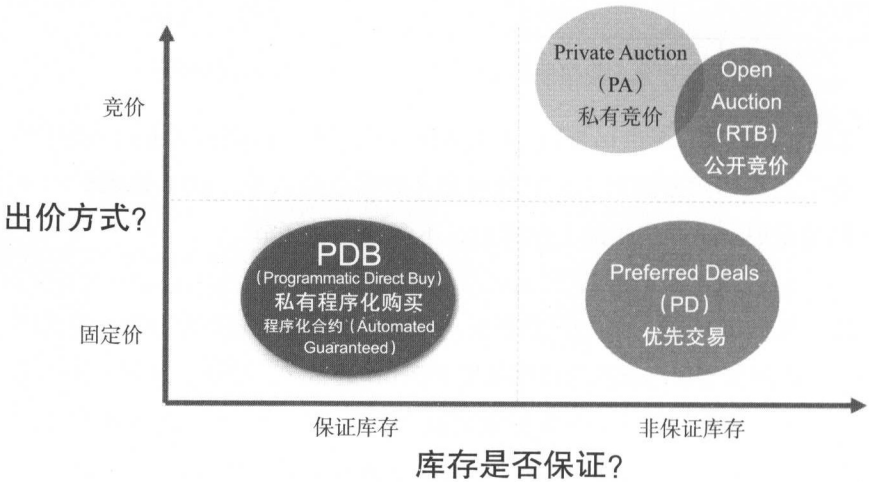 Private Auction
（PA）
私有竞价
Open
Auction
（RTB）
公开竞价
竞价
出价方式?
PDB
（Programmatic Direct Buy）
私有程序化购买
程序化合约（Automated
Guaranteed）
Preferred Deals
（PD）
优先交易
固定价
保证库存
非保证库存
库存是否保证?